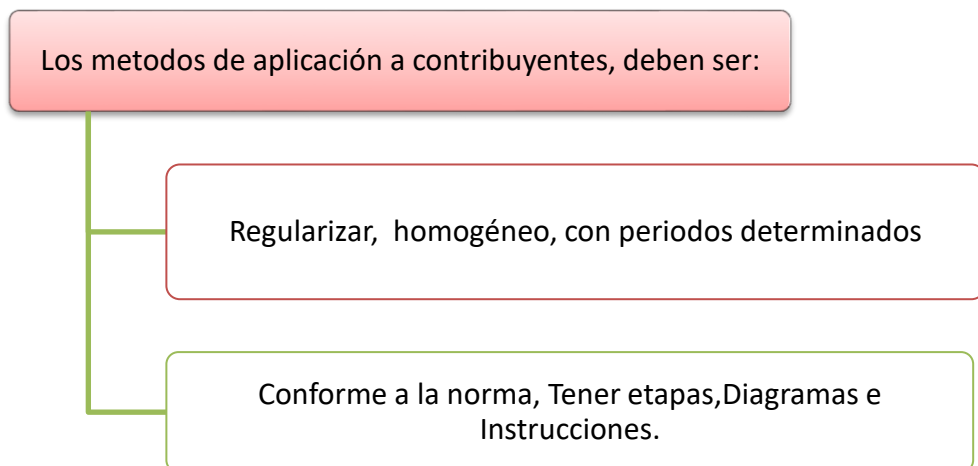 Los metodos de aplicación a contribuyentes, deben ser:
Regularizar, homogéneo, con periodos determinados
Conforme a la norma, Tener etapas,Diagramas e
Instrucciones.